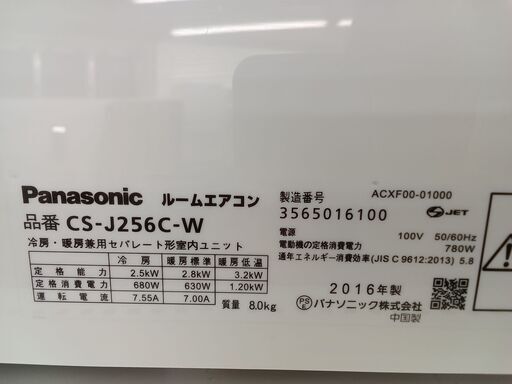 Panasonic ルームエアコン
品番 CS-J256C-W
冷房・暖房兼用セパレート形室内ユニット
冷 房 暖房標準 暖房低温
定 格 能 力 2.5kW 2.8kW 3.2kW
定格消費電力 680W 630W 1.20kW
運 転 電 流 7.55A 7.00A
質量 8.0kg
製造番号 ACXF00-01000
3565016100 JET
電源 100V 50/60Hz
電動機の定格消費電力 780W
通年エネルギー消費効率(JIS C 9612:2013) 5.8
2016年製
PS E パナソニック株式会社
中国製